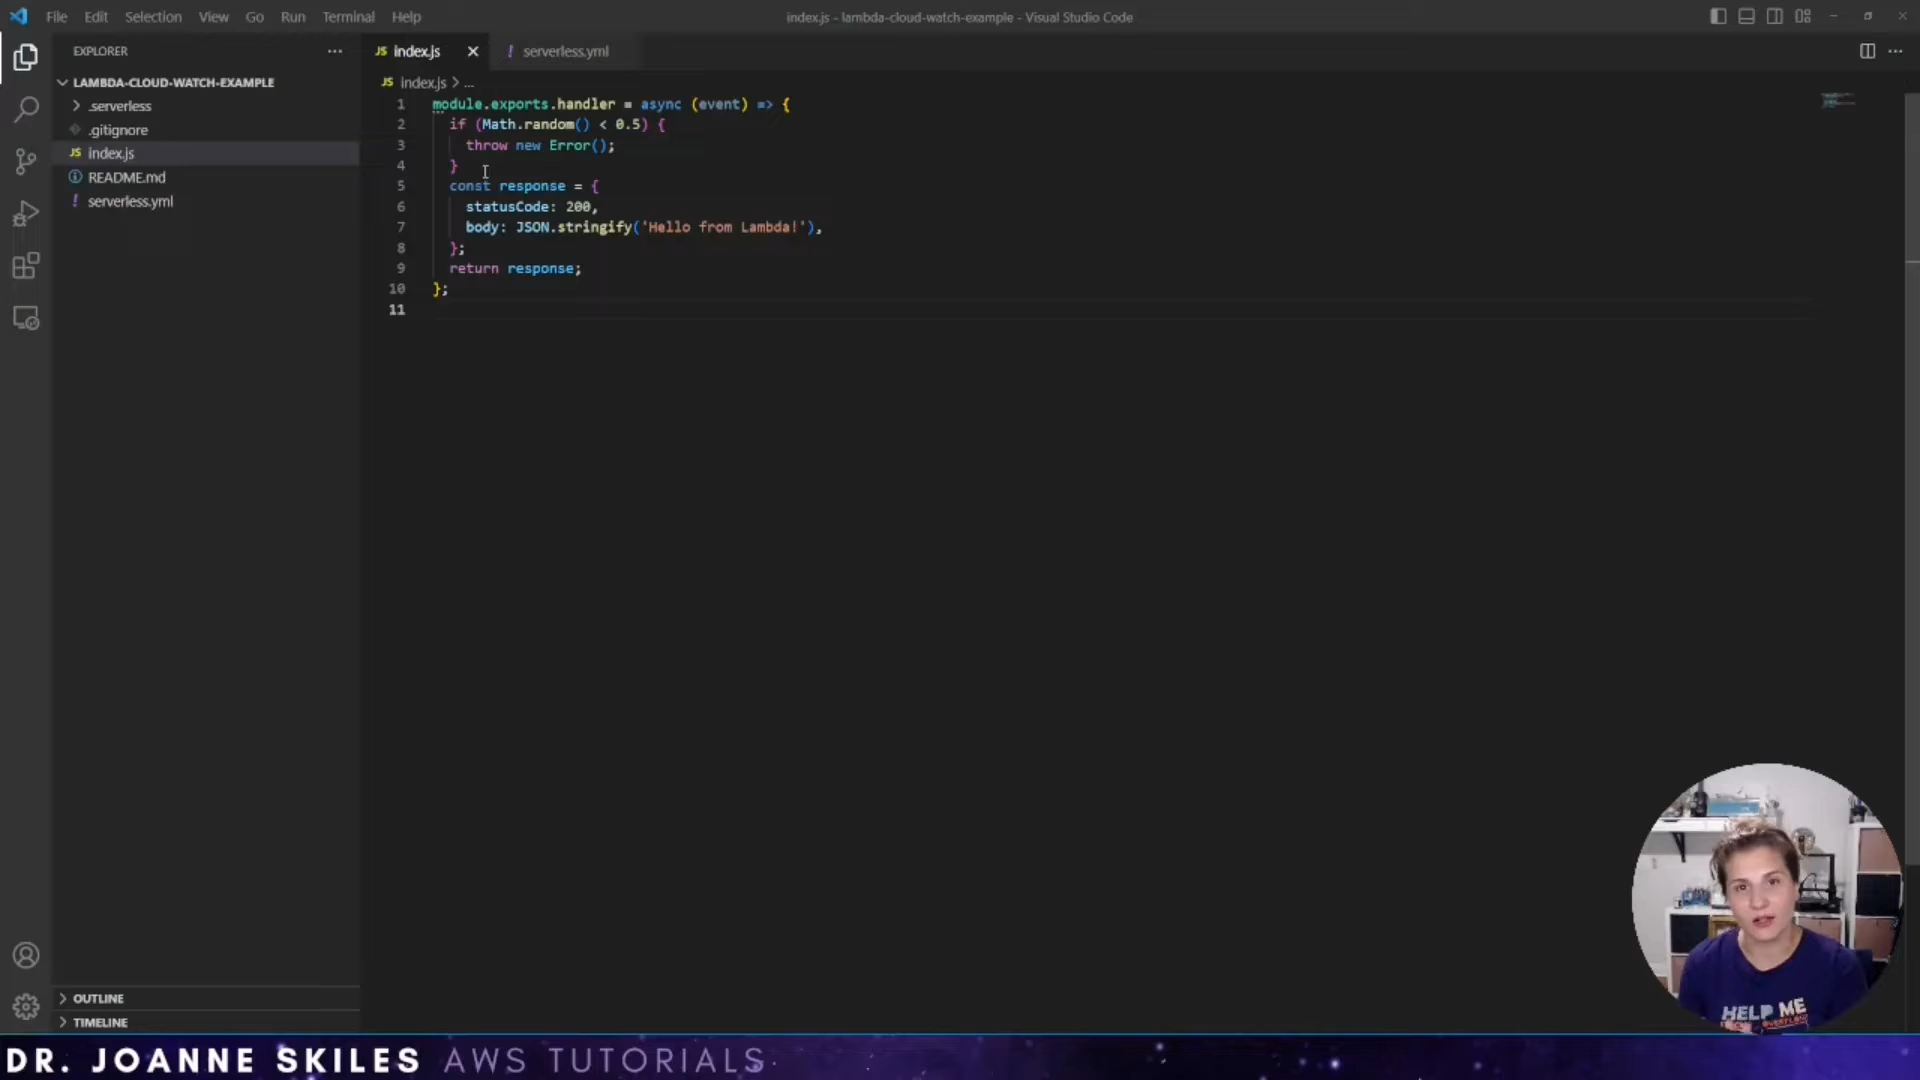 File Edit Selection View Go Run Terminal Help
index.js - lambda-cloud-watch-example - Visual Studio Code
EXPLORER
LAMBDA-CLOUD-WATCH-EXAMPLE
.serverless
.gitignore
JS index.js
README.md
! serverless.yml
OUTLINE
TIMELINE
JS index.js
! serverless.yml
JS index.js > ...
1 module.exports.handler = async (event) => {
2 if (Math.random() < 0.5) {
3 throw new Error();
4 }
5 const response = {
6 statusCode: 200,
7 body: JSON.stringify('Hello from Lambda!'),
8 };
9 return response;
10 };
11
HELP ME
DR. JOANNE SKILES AWS TUTORIALS